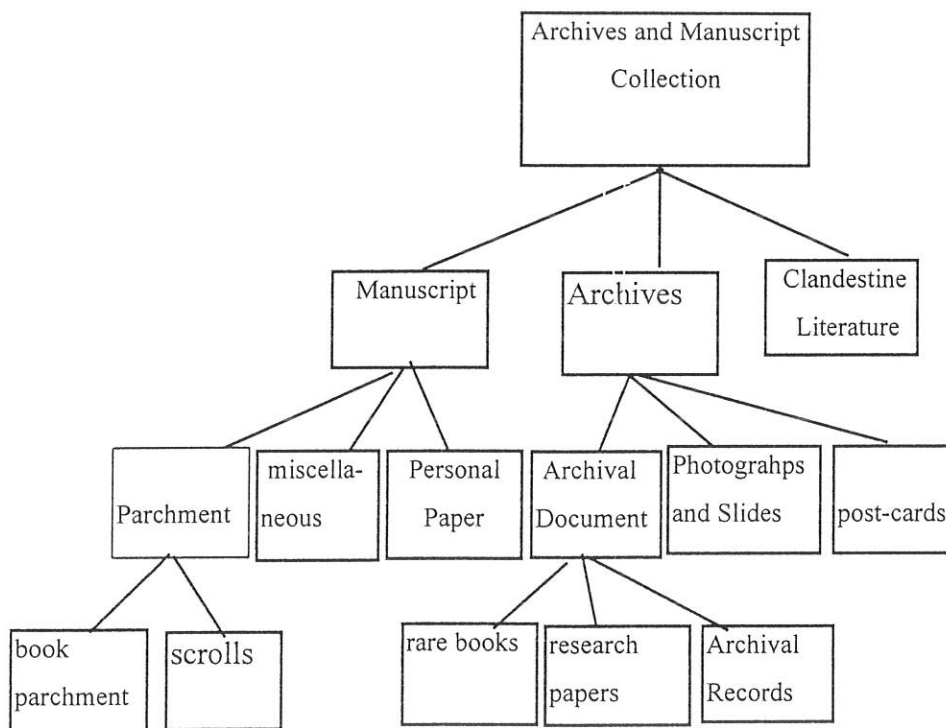 Archives and Manuscript
Collection
Manuscript
Archives
Clandestine
Literature
Parchment
miscella-
neous
Personal
Paper
Archival
Document
Photograhps
and Slides
post-cards
book
parchment
scrolls
rare books
research
papers
Archival
Records